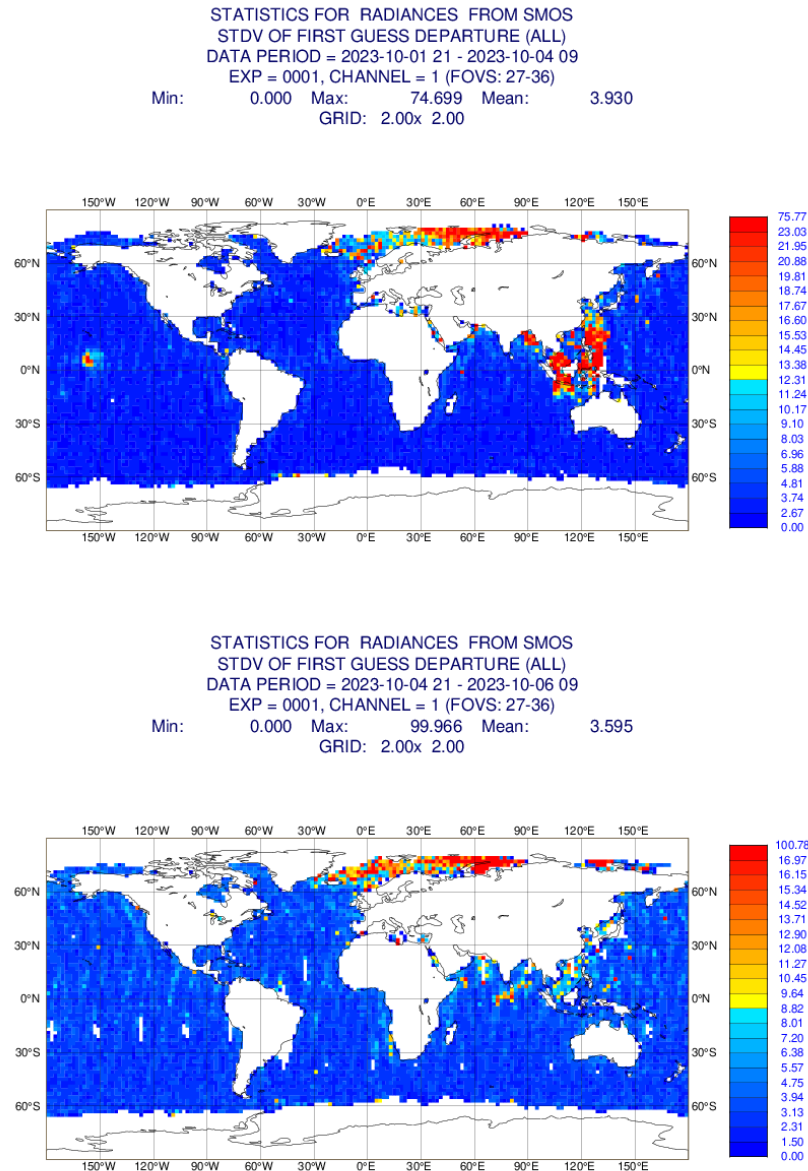 STATISTICS FOR RADIANCES FROM SMOS
STDV OF FIRST GUESS DEPARTURE (ALL)
DATA PERIOD = 2023-10-01 21 - 2023-10-04 09
EXP = 0001, CHANNEL = 1 (FOVS: 27-36)
Min: 0.000 Max: 74.699 Mean: 3.930
GRID: 2.00x 2.00
150°W 120°W 90°W 60°W 30°W 0°E 30°E 60°E 90°E 120°E 150°E
60°N
30°N
0°N
30°S
60°S
60°N
30°N
0°N
30°S
60°S
150°W 120°W 90°W 60°W 30°W 0°E 30°E 60°E 90°E 120°E 150°E
75.77
23.03
21.95
20.88
19.81
18.74
17.67
16.60
15.53
14.45
13.38
12.31
11.24
10.17
9.10
8.03
6.96
5.88
4.81
3.74
2.67
0.00
STATISTICS FOR RADIANCES FROM SMOS
STDV OF FIRST GUESS DEPARTURE (ALL)
DATA PERIOD = 2023-10-04 21 - 2023-10-06 09
EXP = 0001, CHANNEL = 1 (FOVS: 27-36)
Min: 0.000 Max: 99.966 Mean: 3.595
GRID: 2.00x 2.00
150°W 120°W 90°W 60°W 30°W 0°E 30°E 60°E 90°E 120°E 150°E
60°N
30°N
0°N
30°S
60°S
60°N
30°N
0°N
30°S
60°S
150°W 120°W 90°W 60°W 30°W 0°E 30°E 60°E 90°E 120°E 150°E
100.78
16.97
16.15
15.34
14.52
13.71
12.90
12.08
11.27
10.45
9.64
8.82
8.01
7.20
6.38
5.57
4.75
3.94
3.13
2.31
1.50
0.00